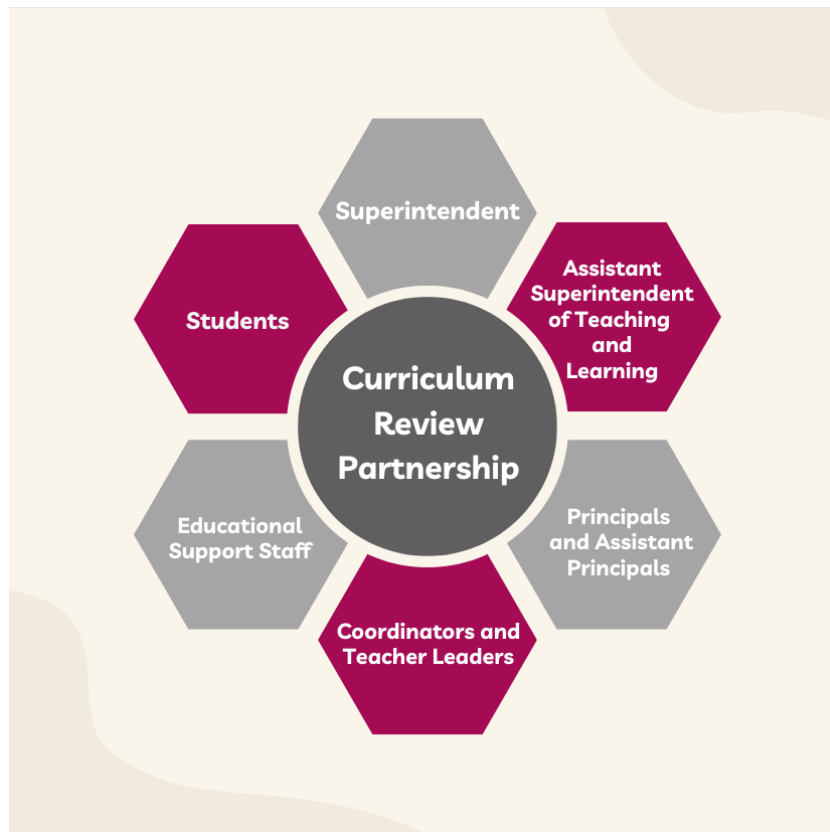 Superintendent
Assistant
Superintendent
of Teaching
and
Learning
Students
Curriculum
Review
Partnership
Principals
and Assistant
Principals
Educational
Support Staff
Coordinators and
Teacher Leaders